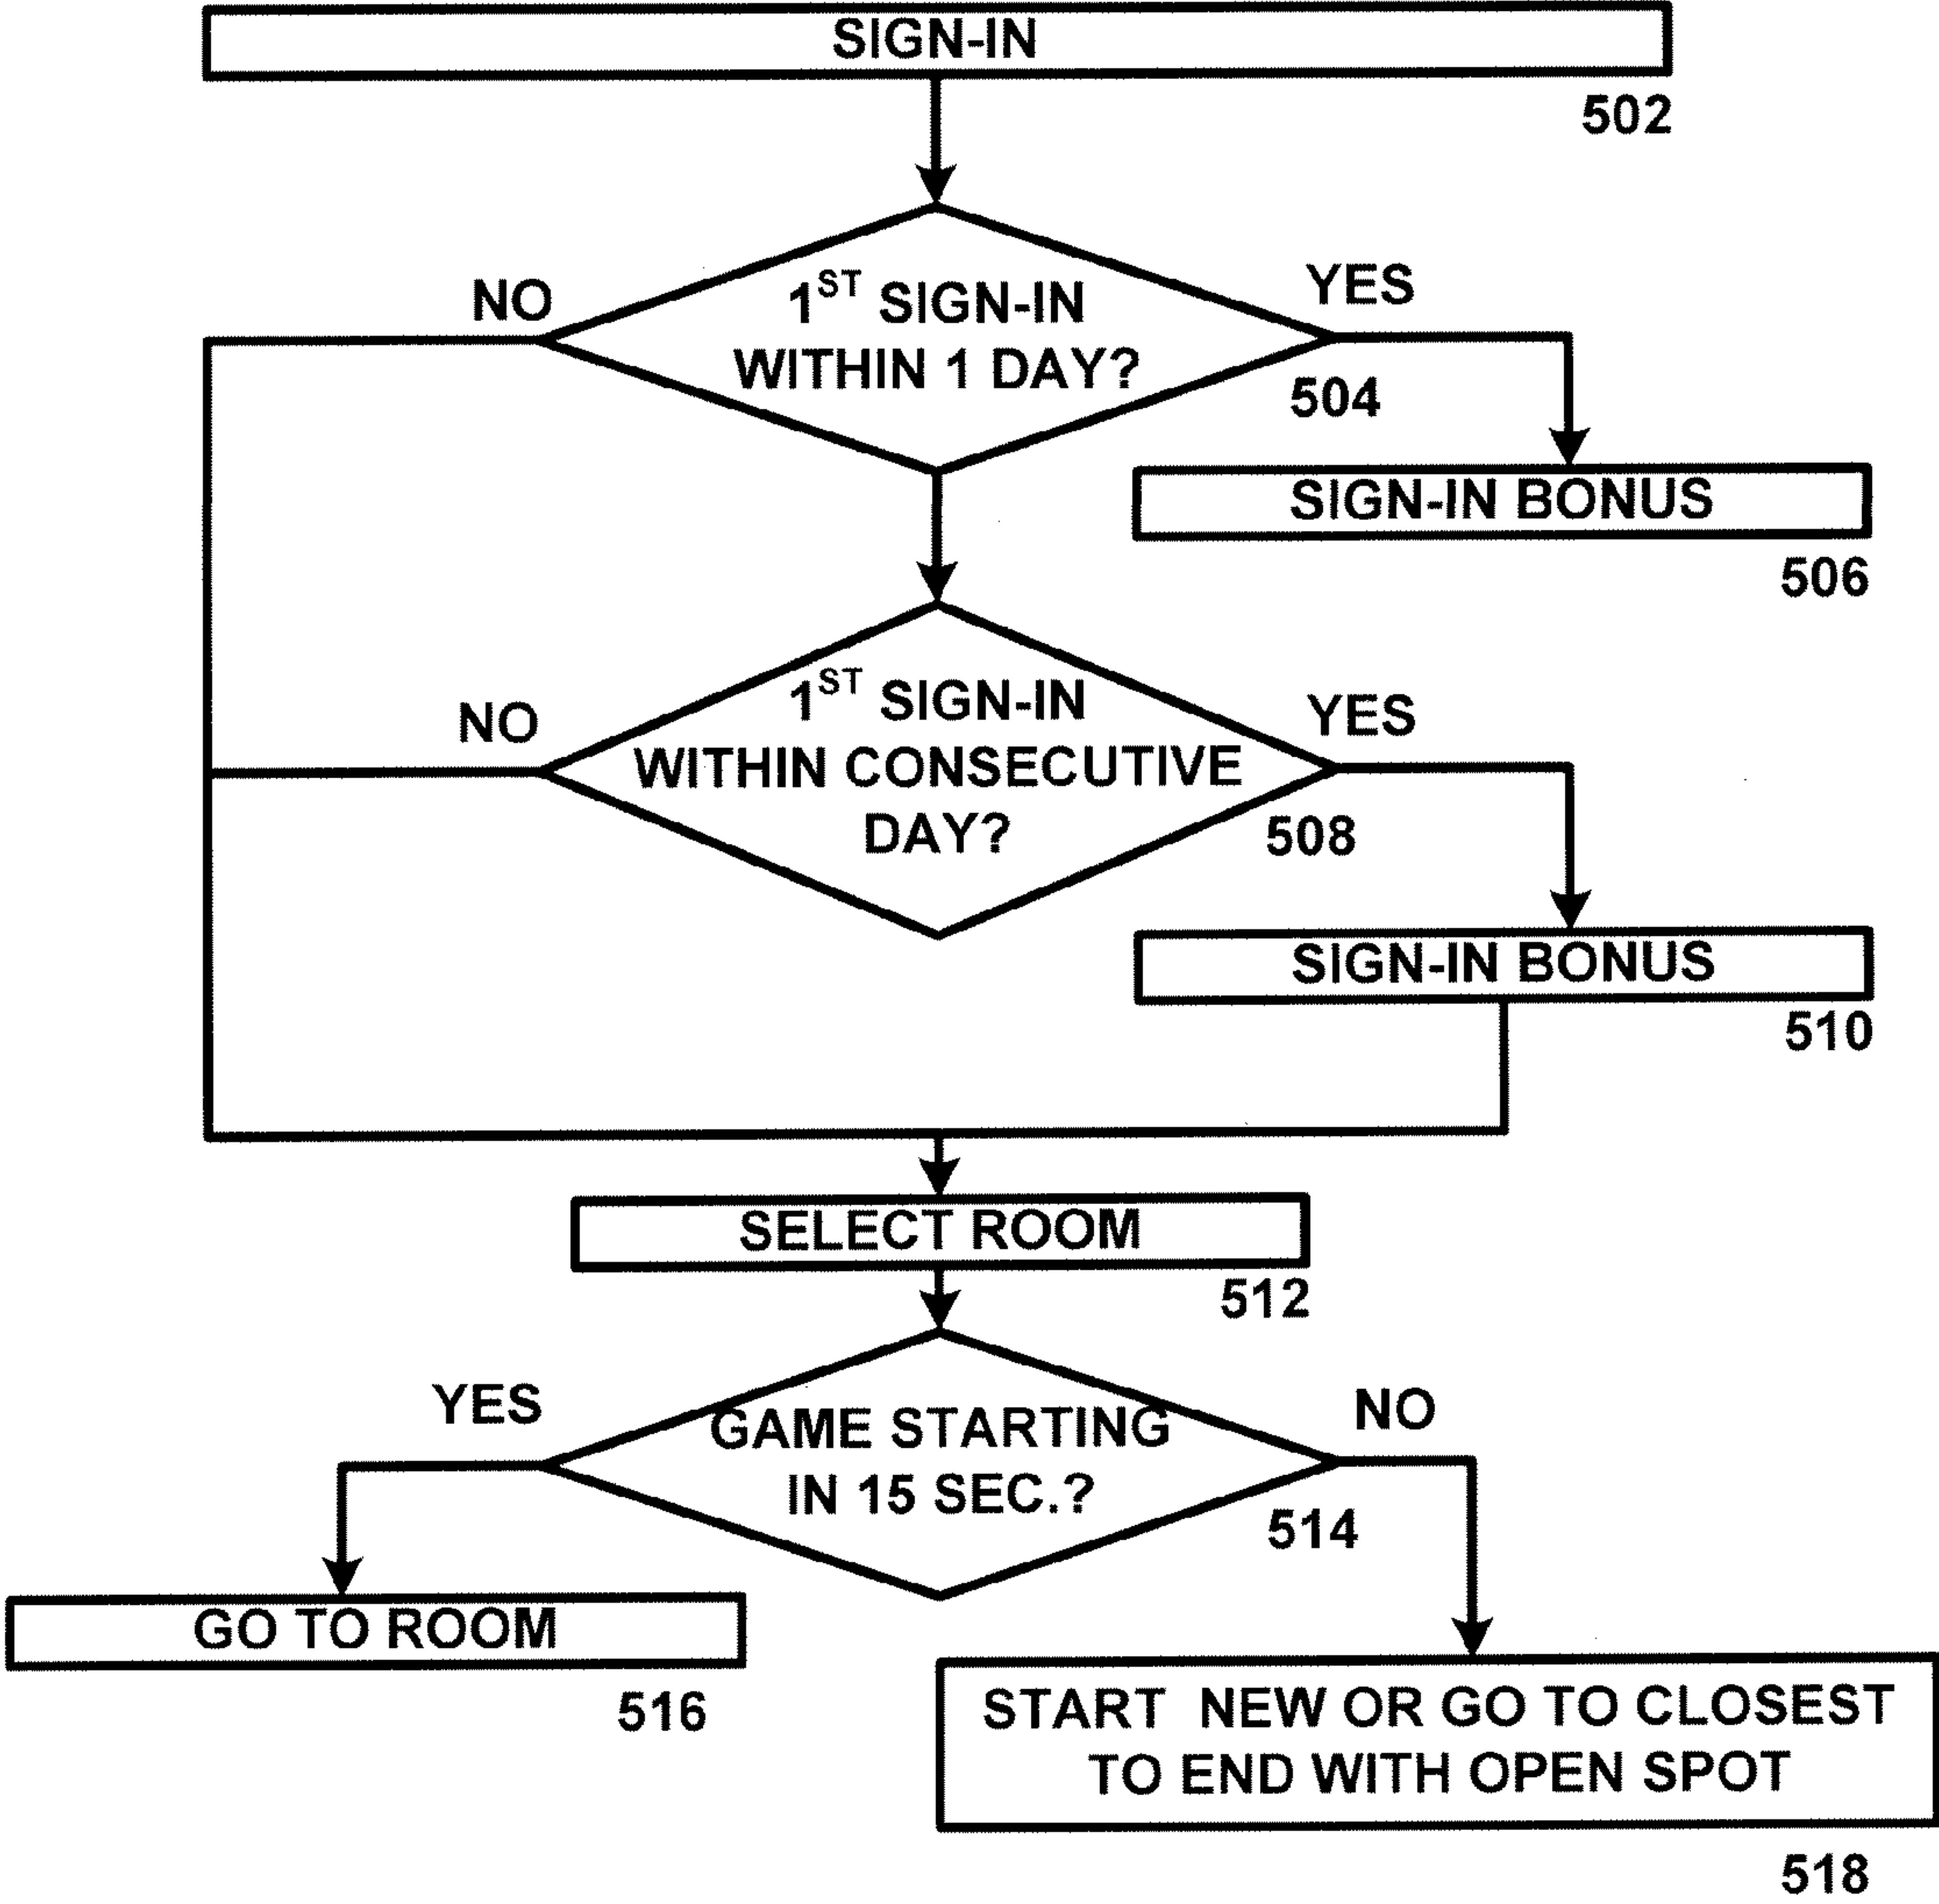 SIGN-IN
502
1ST SIGN-IN
WITHIN 1 DAY?
NO
YES
504
SIGN-IN BONUS
506
1ST SIGN-IN
WITHIN CONSECUTIVE
DAY?
NO
YES
508
SIGN-IN BONUS
510
SELECT ROOM
512
GAME STARTING
IN 15 SEC.?
YES
NO
514
GO TO ROOM
516
START NEW OR GO TO CLOSEST
TO END WITH OPEN SPOT
518